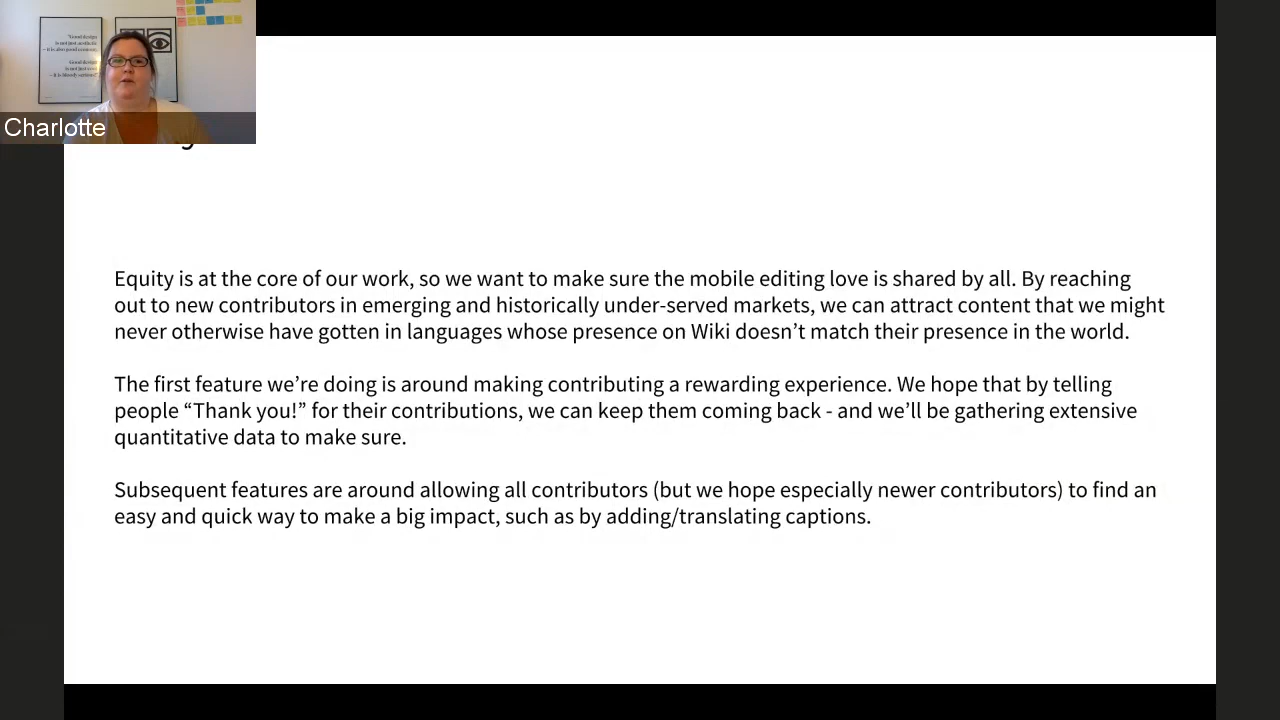 Charlotte
Equity is at the core of our work, so we want to make sure the mobile editing love is shared by all. By reaching
out to new contributors in emerging and historically under-served markets, we can attract content that we might
never otherwise have gotten in languages whose presence on Wiki doesn’t match their presence in the world.
The first feature we’re doing is around making contributing a rewarding experience. We hope that by telling
people “Thank you!” for their contributions, we can keep them coming back - and we’ll be gathering extensive
quantitative data to make sure.
Subsequent features are around allowing all contributors (but we hope especially newer contributors) to find an
easy and quick way to make a big impact, such as by adding/translating captions.